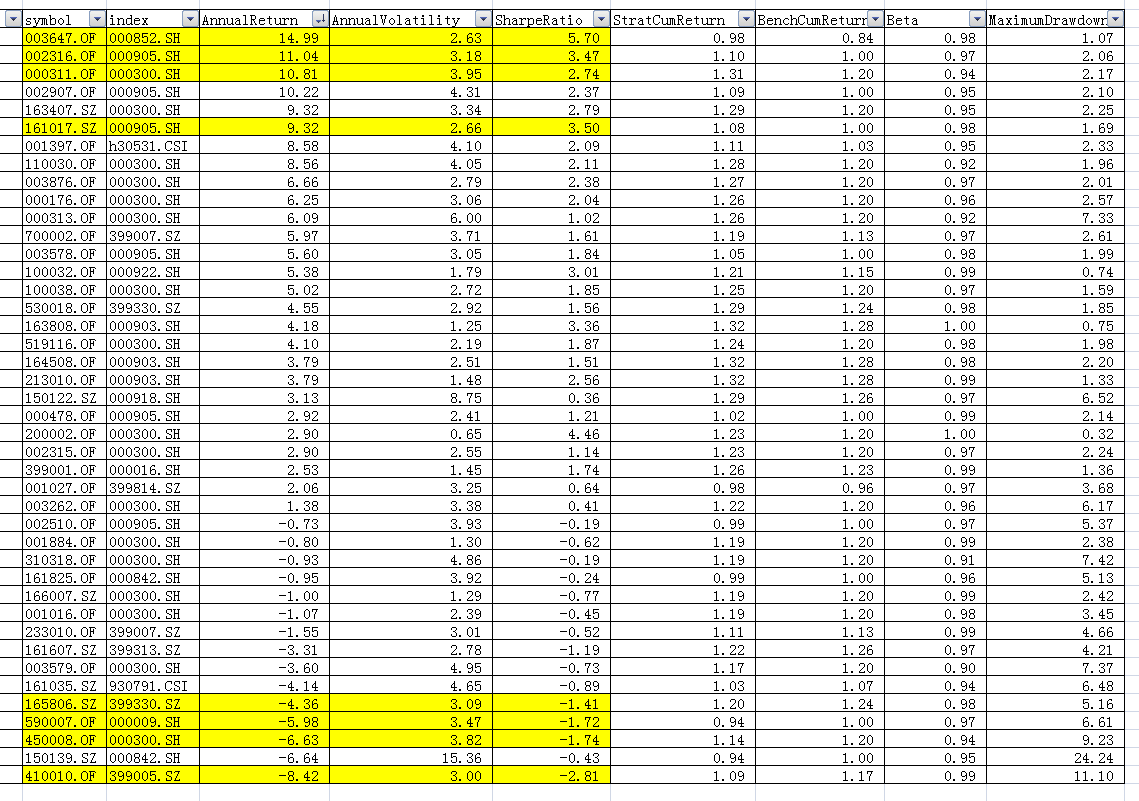 symbol index AnnualReturn AnnualVolatility SharpeRatio StratCumReturn BenchCumReturn Beta MaximumDrawdown
003647.OF 000852.SH 14.99 2.63 5.70 0.98 0.84 0.98 1.07
002316.OF 000905.SH 11.04 3.18 3.47 1.10 1.00 0.97 2.06
000311.OF 000300.SH 10.81 3.95 2.74 1.31 1.20 0.94 2.17
002907.OF 000905.SH 10.22 4.31 2.37 1.09 1.00 0.95 2.10
163407.SZ 000300.SH 9.32 3.34 2.79 1.29 1.20 0.95 2.25
161017.SZ 000905.SH 9.32 2.66 3.50 1.08 1.00 0.98 1.69
001397.OF h30531.CSI 8.58 4.10 2.09 1.11 1.03 0.95 2.33
110030.OF 000300.SH 8.56 4.05 2.11 1.28 1.20 0.92 1.96
003876.OF 000300.SH 6.66 2.79 2.38 1.27 1.20 0.97 2.01
000176.OF 000300.SH 6.25 3.06 2.04 1.26 1.20 0.96 2.57
000313.OF 000300.SH 6.09 6.00 1.02 1.26 1.20 0.92 7.33
700002.OF 399007.SZ 5.97 3.71 1.61 1.19 1.13 0.97 2.61
003578.OF 000905.SH 5.60 3.05 1.84 1.05 1.00 0.98 1.99
100032.OF 000922.SH 5.38 1.79 3.01 1.21 1.15 0.99 0.74
100038.OF 000300.SH 5.02 2.72 1.85 1.25 1.20 0.97 1.59
530018.OF 399330.SZ 4.55 2.92 1.56 1.29 1.24 0.98 1.85
163808.OF 000903.SH 4.18 1.25 3.36 1.32 1.28 1.00 0.75
519116.OF 000300.SH 4.10 2.19 1.87 1.24 1.20 0.98 1.98
164508.OF 000903.SH 3.79 2.51 1.51 1.32 1.28 0.98 2.20
213010.OF 000903.SH 3.79 1.48 2.56 1.32 1.28 0.99 1.33
150122.SZ 000918.SH 3.13 8.75 0.36 1.29 1.26 0.97 6.52
000478.OF 000905.SH 2.92 2.41 1.21 1.02 1.00 0.99 2.14
200002.OF 000300.SH 2.90 0.65 4.46 1.23 1.20 1.00 0.32
002315.OF 000300.SH 2.90 2.55 1.14 1.23 1.20 0.97 2.24
399001.OF 000016.SH 2.53 1.45 1.74 1.26 1.23 0.99 1.36
001027.OF 399814.SZ 2.06 3.25 0.64 0.98 0.96 0.97 3.68
003262.OF 000300.SH 1.38 3.38 0.41 1.22 1.20 0.96 6.17
002510.OF 000905.SH -0.73 3.93 -0.19 0.99 1.00 0.97 5.37
001884.OF 000300.SH -0.80 1.30 -0.62 1.19 1.20 0.99 2.38
310318.OF 000300.SH -0.93 4.86 -0.19 1.19 1.20 0.91 7.42
161825.OF 000842.SH -0.95 3.92 -0.24 0.99 1.00 0.96 5.13
166007.SZ 000300.SH -1.00 1.29 -0.77 1.19 1.20 0.99 2.42
001016.OF 000300.SH -1.07 2.39 -0.45 1.19 1.20 0.98 3.45
233010.OF 399007.SZ -1.55 3.01 -0.52 1.11 1.13 0.99 4.66
161607.SZ 399313.SZ -3.31 2.78 -1.19 1.22 1.26 0.97 4.21
003579.OF 000300.SH -3.60 4.95 -0.73 1.17 1.20 0.90 7.37
161035.SZ 930791.CSI -4.14 4.65 -0.89 1.03 1.07 0.94 6.48
165806.SZ 399330.SZ -4.36 3.09 -1.41 1.20 1.24 0.98 5.16
590007.OF 000009.SH -5.98 3.47 -1.72 0.94 1.00 0.97 6.61
450008.OF 000300.SH -6.63 3.82 -1.74 1.14 1.20 0.94 9.23
150139.SZ 000842.SH -6.64 15.36 -0.43 0.94 1.00 0.95 24.24
410010.OF 399005.SZ -8.42 3.00 -2.81 1.09 1.17 0.99 11.10